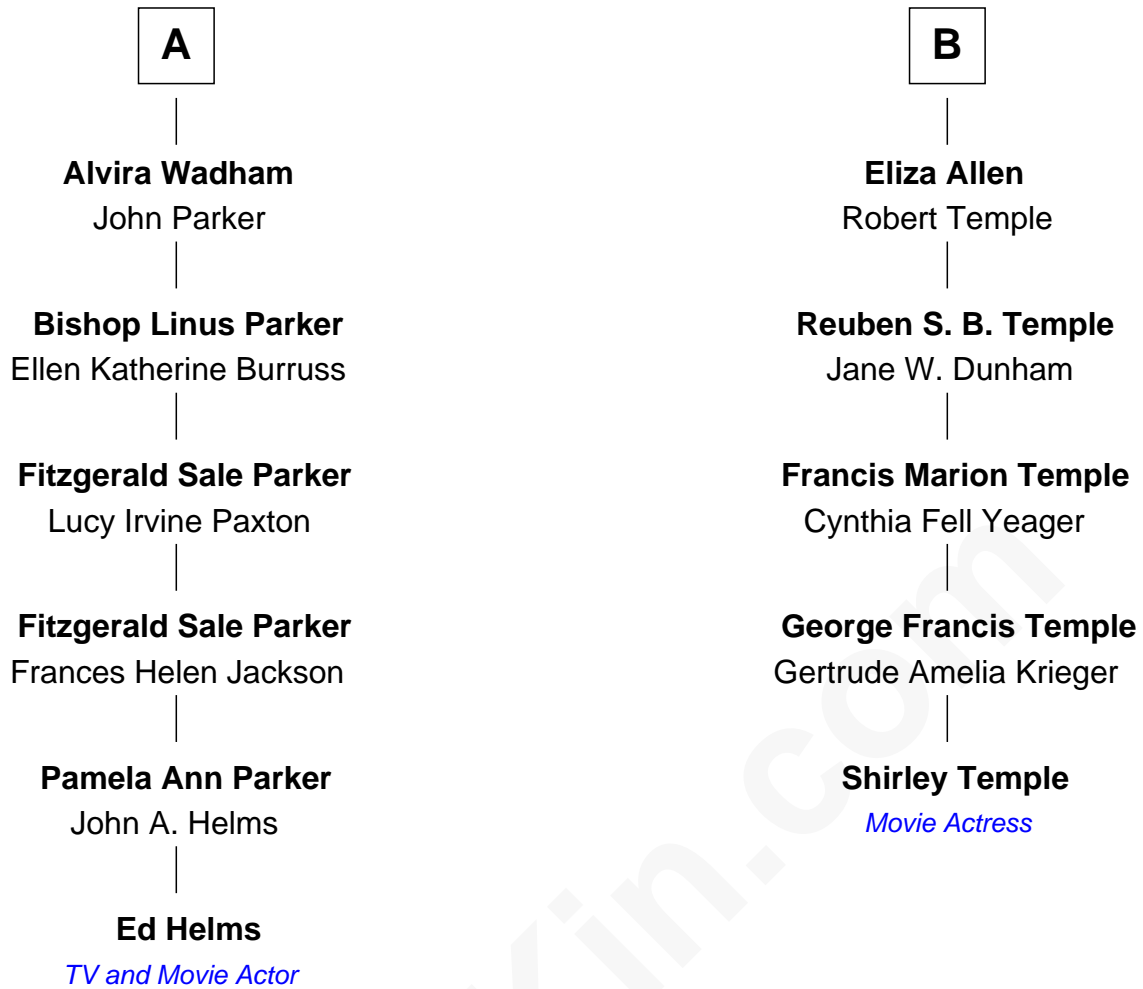 A
Alvira Wadham
John Parker
Bishop Linus Parker
Ellen Katherine Burruss
Fitzgerald Sale Parker
Lucy Irvine Paxton
Fitzgerald Sale Parker
Frances Helen Jackson
Pamela Ann Parker
John A. Helms
Ed Helms
TV and Movie Actor
B
Eliza Allen
Robert Temple
Reuben S. B. Temple
Jane W. Dunham
Francis Marion Temple
Cynthia Fell Yeager
George Francis Temple
Gertrude Amelia Krieger
Shirley Temple
Movie Actress
Kin.com